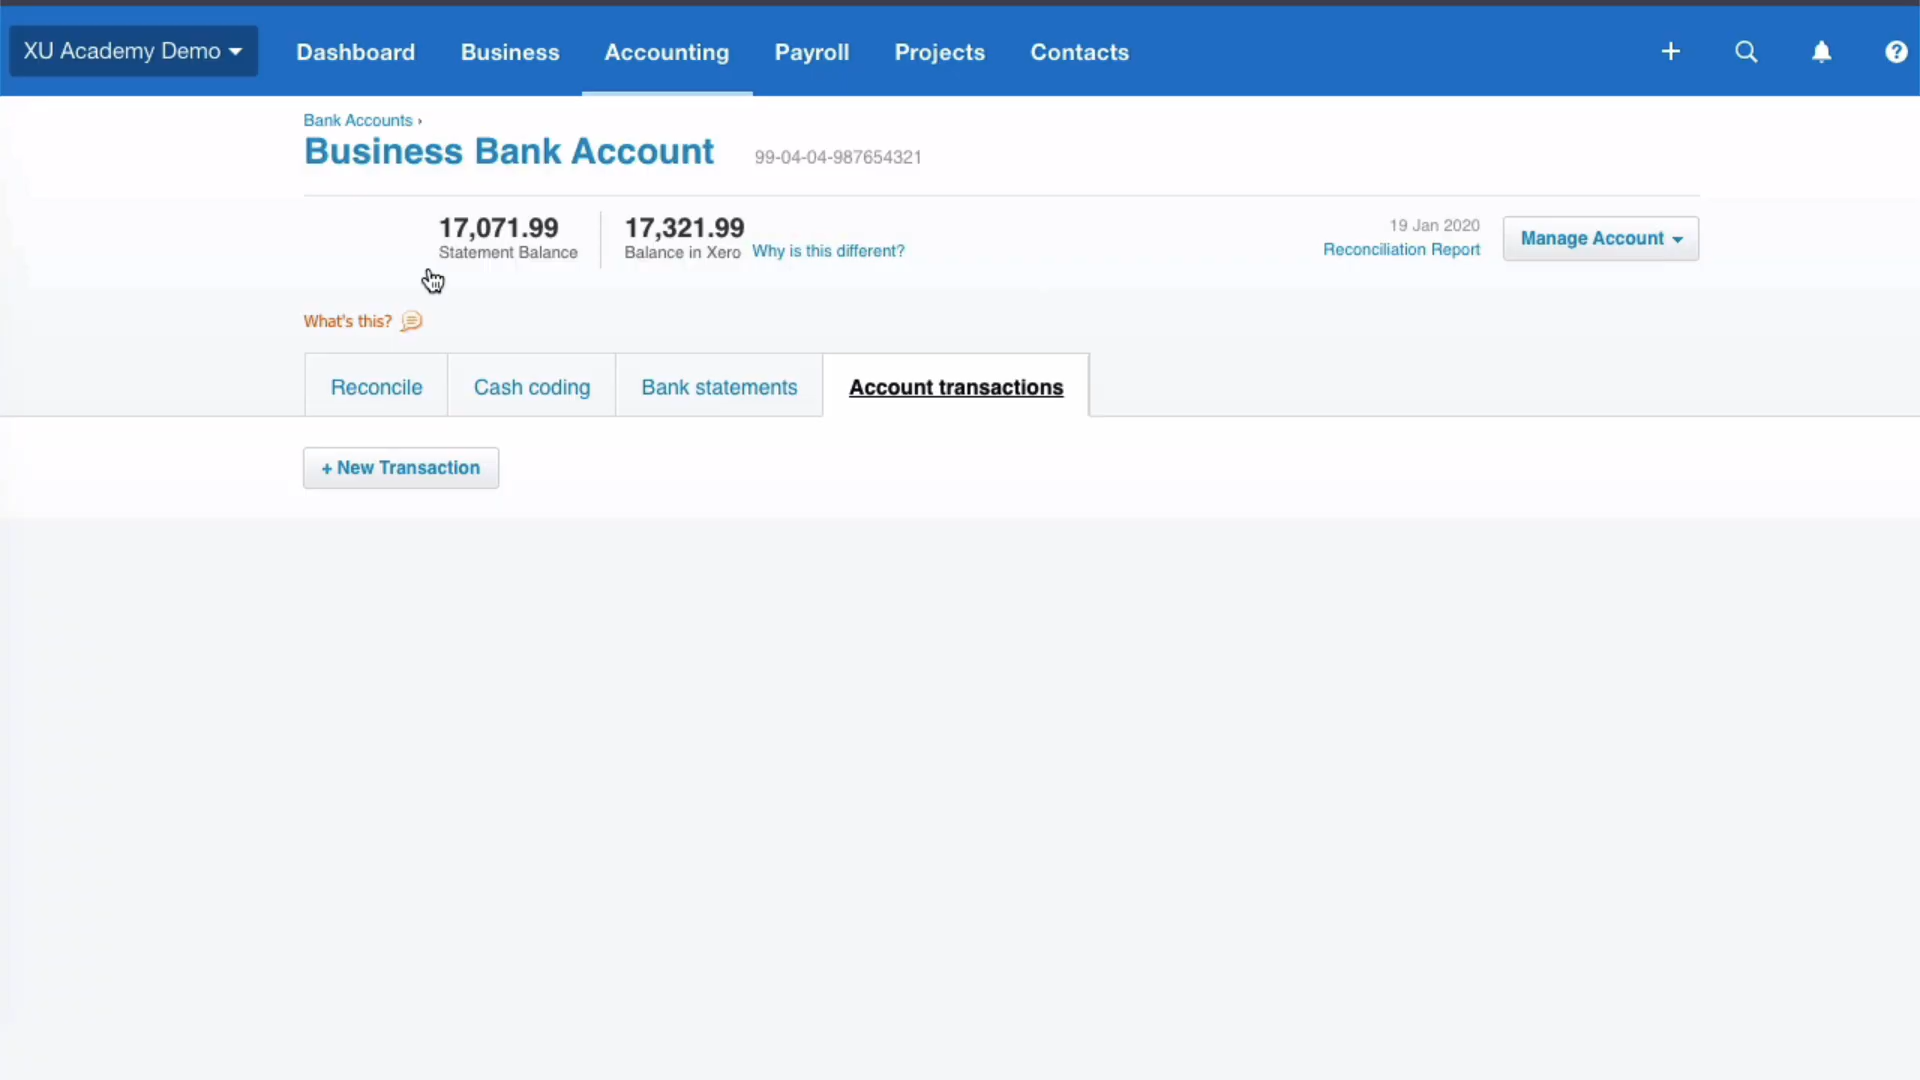 XU Academy Demo Dashboard Business Accounting Payroll Projects Contacts + ?
Bank Accounts ›
Business Bank Account 99-04-04-987654321
17,071.99 17,321.99 19 Jan 2020
Statement Balance Balance in Xero Why is this different? Reconciliation Report Manage Account
What's this?
Reconcile Cash coding Bank statements Account transactions
+ New Transaction